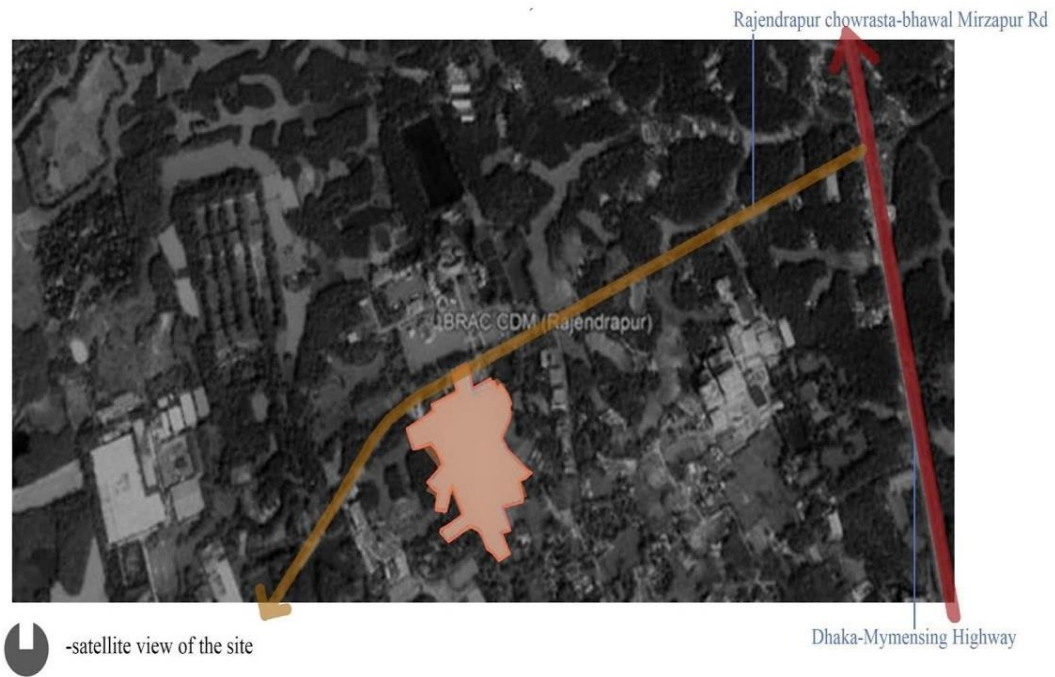 Rajendrapur chowrasta-bhawal Mirzapur Rd
BRAC CDM (Rajendrapur)
-satellite view of the site
Dhaka-Mymensing Highway